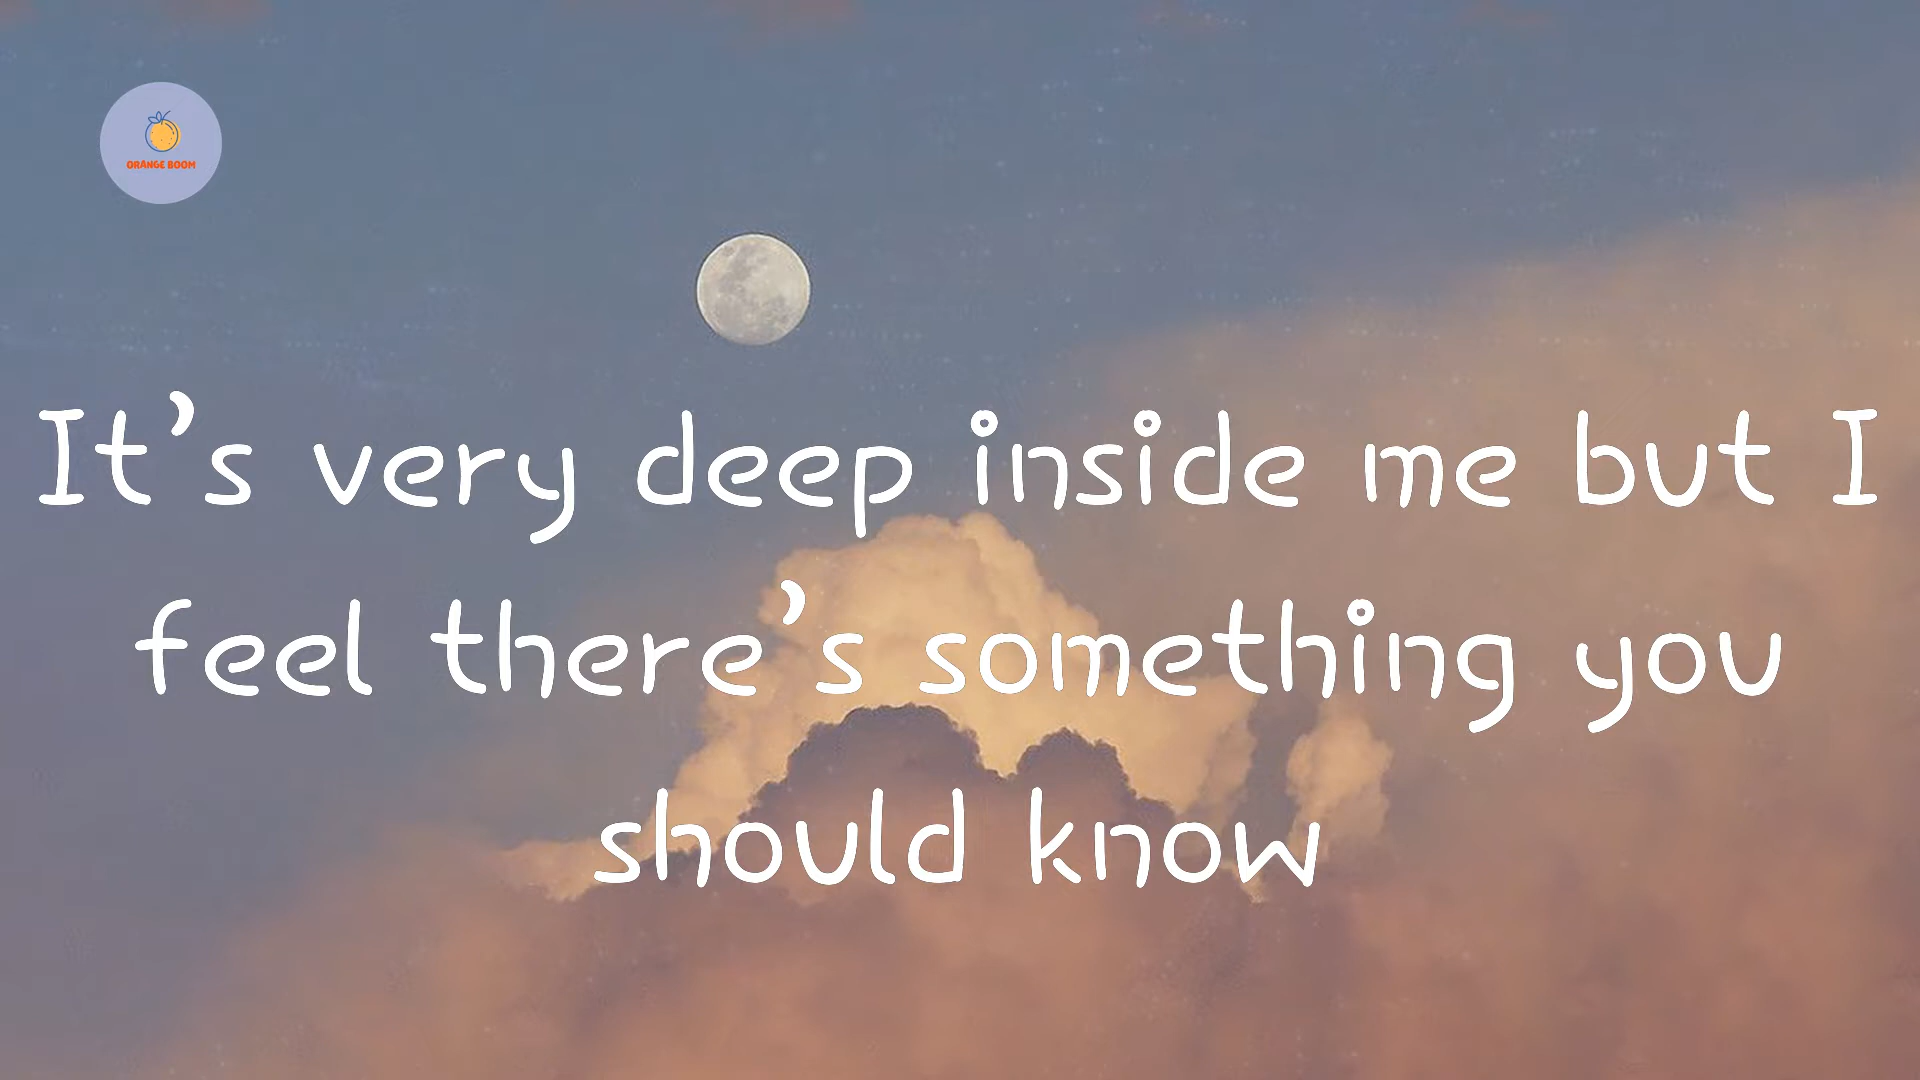 ORANGE BOOM
It's very deep inside me but I
feel there's something you
should know